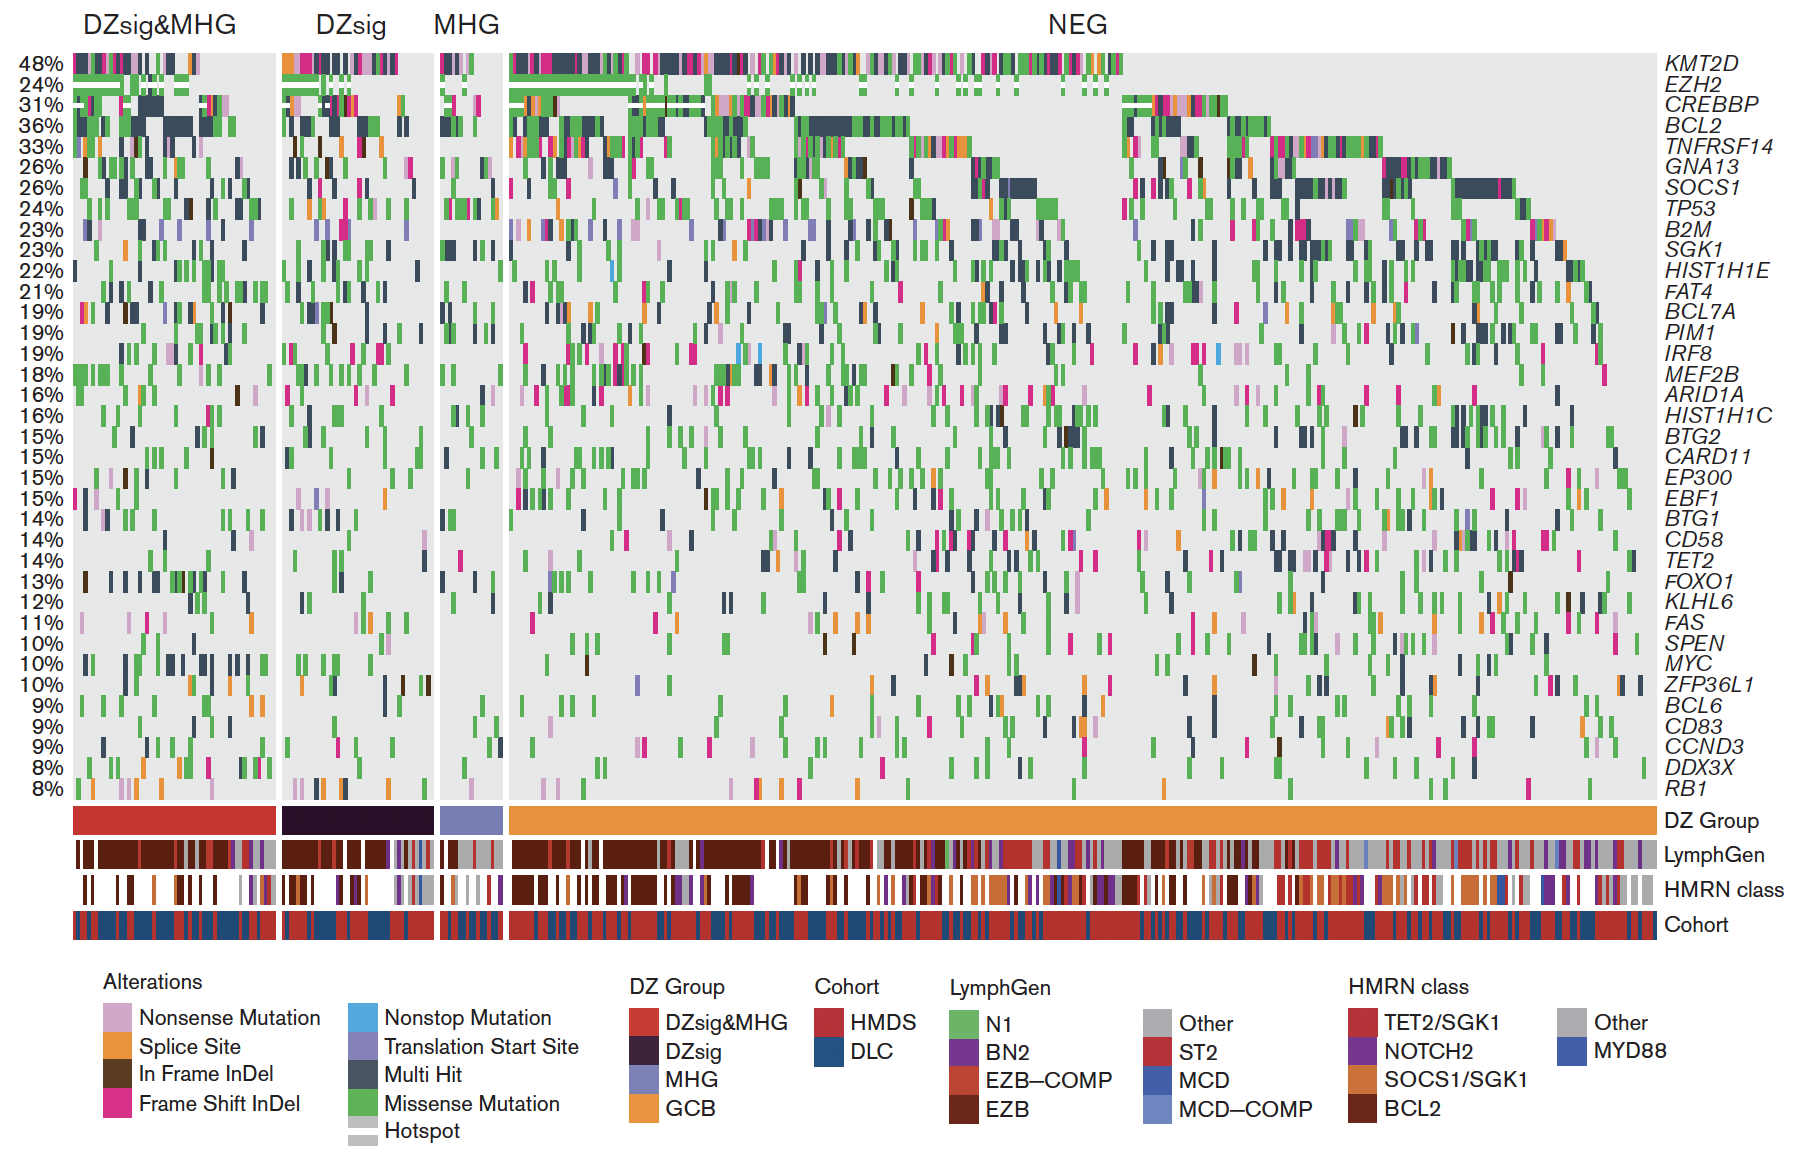 DZsig&MHG DZsig MHG NEG
48% KMT2D
24% EZH2
31% CREBBP
36% BCL2
33% TNFRSF14
26% GNA13
26% SOCS1
24% TP53
23% B2M
23% SGK1
22% HIST1H1E
21% FAT4
19% BCL7A
19% PIM1
19% IRF8
18% MEF2B
16% ARID1A
16% HIST1H1C
15% BTG2
15% CARD11
15% EP300
15% EBF1
14% BTG1
14% CD58
14% TET2
13% FOXO1
12% KLHL6
11% FAS
10% SPEN
10% MYC
10% ZFP36L1
9% BCL6
9% CD83
9% CCND3
8% DDX3X
8% RB1
DZ Group
LymphGen
HMRN class
Cohort
Alterations
Nonsense Mutation
Splice Site
In Frame InDel
Frame Shift InDel
Nonstop Mutation
Translation Start Site
Multi Hit
Missense Mutation
Hotspot
DZ Group
DZsig&MHG
DZsig
MHG
GCB
Cohort
HMDS
DLC
LymphGen
N1
BN2
EZB–COMP
EZB
Other
ST2
MCD
MCD–COMP
HMRN class
TET2/SGK1
NOTCH2
SOCS1/SGK1
BCL2
Other
MYD88